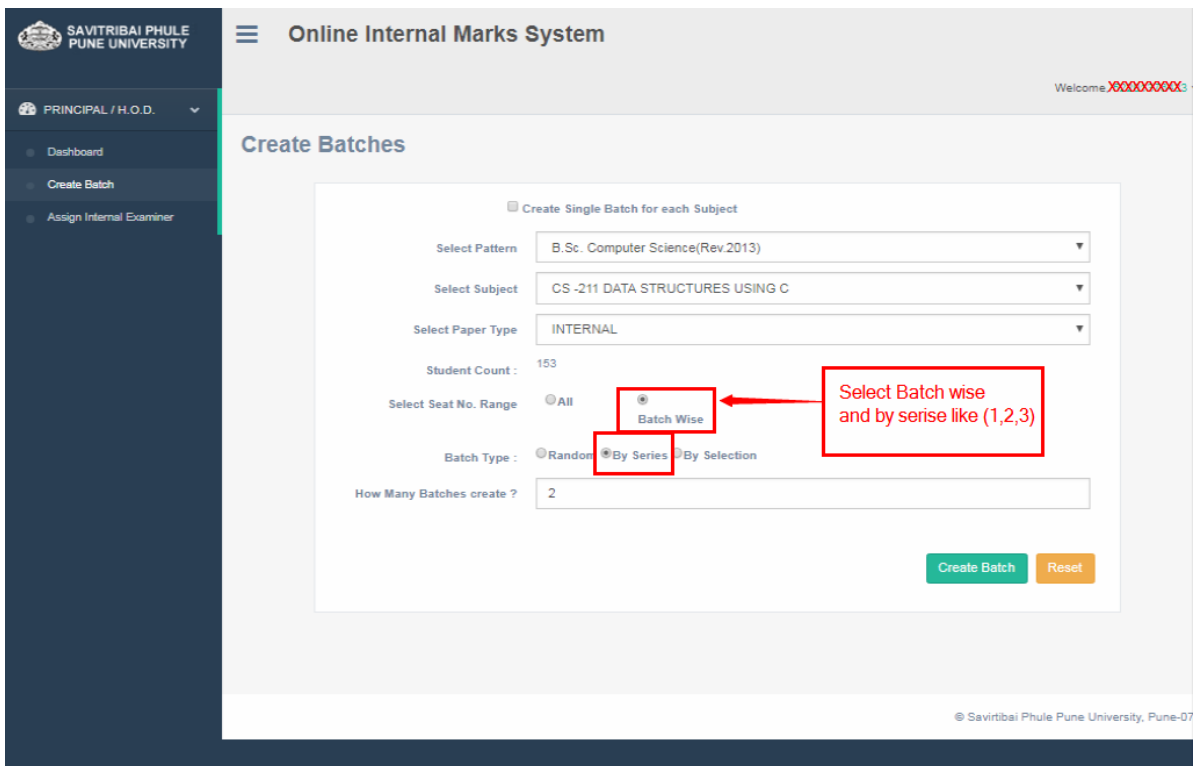 SAVITRIBAI PHULE
PUNE UNIVERSITY
Online Internal Marks System
Welcome,XXXXXXXXX3
PRINCIPAL / H.O.D.
Dashboard
Create Batch
Assign Internal Examiner
Create Batches
Create Single Batch for each Subject
Select Pattern
B.Sc. Computer Science(Rev.2013)
Select Subject
CS -211 DATA STRUCTURES USING C
Select Paper Type
INTERNAL
Student Count :
153
Select Seat No. Range
All
Batch Wise
Select Batch wise
and by serise like (1,2,3)
Batch Type :
Random
By Series
By Selection
How Many Batches create ?
2
Create Batch
Reset
© Savirtibai Phule Pune University, Pune-07